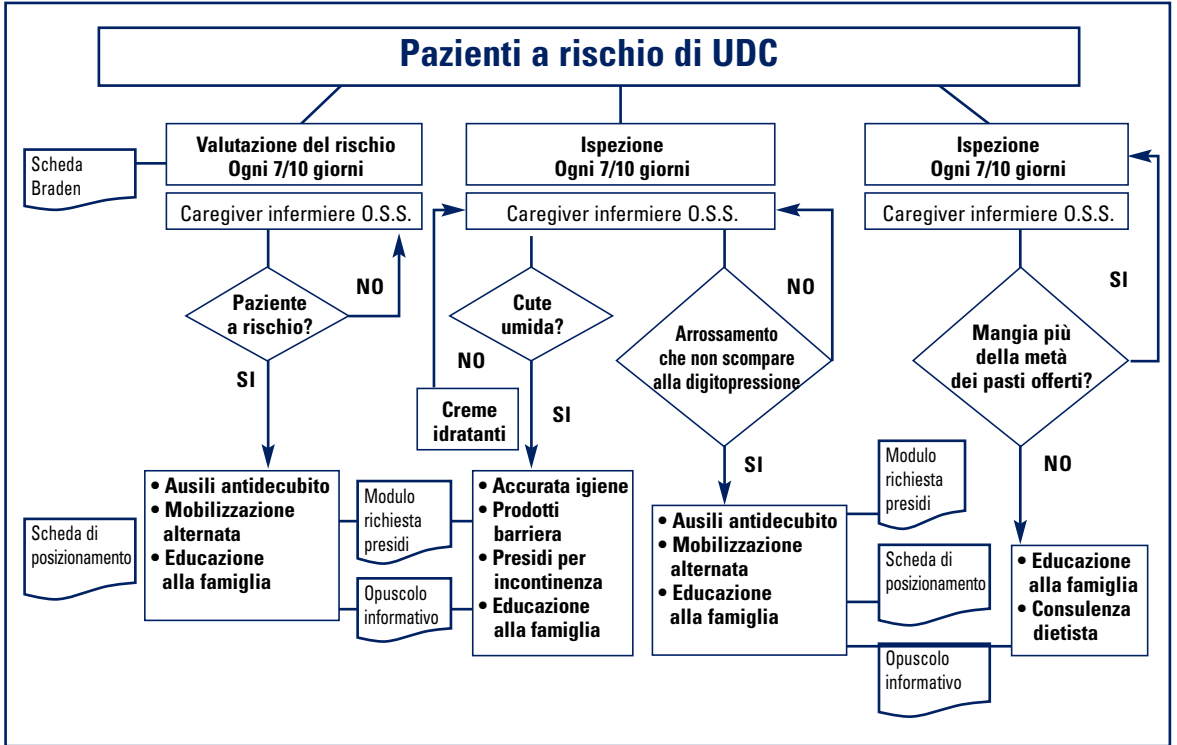 Pazienti a rischio di UDC
Scheda
Braden
Valutazione del rischio
Ogni 7/10 giorni
Caregiver infermiere O.S.S.
Paziente
a rischio?
NO
SI
• Ausili antidecubito
• Mobilizzazione
alternata
• Educazione
alla famiglia
Scheda di
posizionamento
Modulo
richiesta
presidi
Opuscolo
informativo
Ispezione
Ogni 7/10 giorni
Caregiver infermiere O.S.S.
Cute
umida?
NO
Creme
idratanti
SI
• Accurata igiene
• Prodotti
barriera
• Presidi per
incontinenza
• Educazione
alla famiglia
Arrossamento
che non scompare
alla digitopressione
NO
SI
• Ausili antidecubito
• Mobilizzazione
alternata
• Educazione
alla famiglia
Modulo
richiesta
presidi
Scheda di
posizionamento
Opuscolo
informativo
Ispezione
Ogni 7/10 giorni
Caregiver infermiere O.S.S.
SI
Mangia più
della metà
dei pasti offerti?
NO
• Educazione
alla famiglia
• Consulenza
dietista